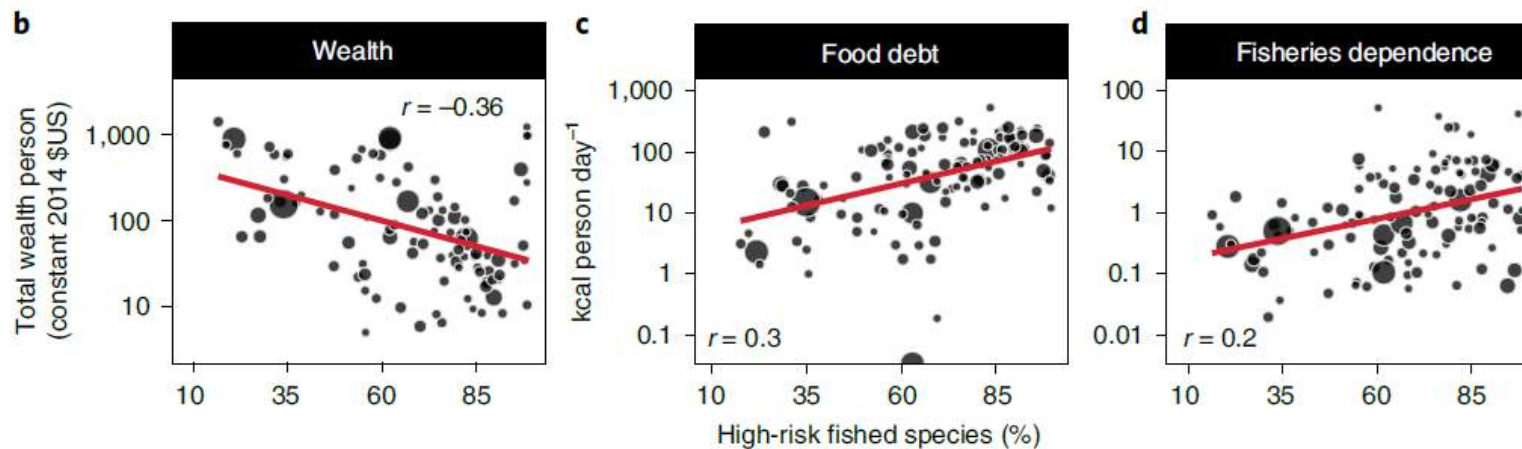 b
Wealth
r = –0.36
Total wealth person
(constant 2014 $US)
1,000
100
10
10 35 60 85
c
Food debt
kcal person day⁻¹
1,000
100
10
1
0.1
r = 0.3
10 35 60 85
High-risk fished species (%)
d
Fisheries dependence
100
10
1
0.1
0.01
r = 0.2
10 35 60 85